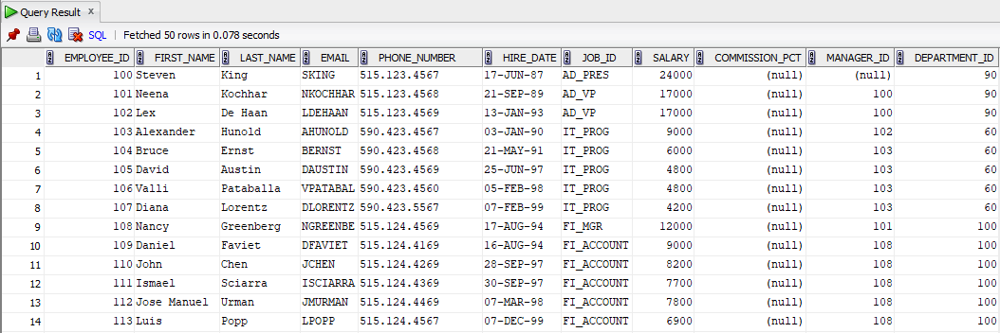 Query Result x
SQL | Fetched 50 rows in 0.078 seconds
EMPLOYEE_ID FIRST_NAME LAST_NAME EMAIL PHONE_NUMBER HIRE_DATE JOB_ID SALARY COMMISSION_PCT MANAGER_ID DEPARTMENT_ID
1 100 Steven King SKING 515.123.4567 17-JUN-87 AD_PRES 24000 (null) (null) 90
2 101 Neena Kochhar NKOCHHAR 515.123.4568 21-SEP-89 AD_VP 17000 (null) 100 90
3 102 Lex De Haan LDEHAAN 515.123.4569 13-JAN-93 AD_VP 17000 (null) 100 90
4 103 Alexander Hunold AHUNOLD 590.423.4567 03-JAN-90 IT_PROG 9000 (null) 102 60
5 104 Bruce Ernst BERNST 590.423.4568 21-MAY-91 IT_PROG 6000 (null) 103 60
6 105 David Austin DAUSTIN 590.423.4569 25-JUN-97 IT_PROG 4800 (null) 103 60
7 106 Valli Pataballa VPATABAL 590.423.4560 05-FEB-98 IT_PROG 4800 (null) 103 60
8 107 Diana Lorentz DLORENTZ 590.423.5567 07-FEB-99 IT_PROG 4200 (null) 103 60
9 108 Nancy Greenberg NGREENBE 515.124.4569 17-AUG-94 FI_MGR 12000 (null) 101 100
10 109 Daniel Faviet DFAVIET 515.124.4169 16-AUG-94 FI_ACCOUNT 9000 (null) 108 100
11 110 John Chen JCHEN 515.124.4269 28-SEP-97 FI_ACCOUNT 8200 (null) 108 100
12 111 Ismael Sciarra ISCIARRA 515.124.4369 30-SEP-97 FI_ACCOUNT 7700 (null) 108 100
13 112 Jose Manuel Urman JMURMAN 515.124.4469 07-MAR-98 FI_ACCOUNT 7800 (null) 108 100
14 113 Luis Popp LPOPP 515.124.4567 07-DEC-99 FI_ACCOUNT 6900 (null) 108 100